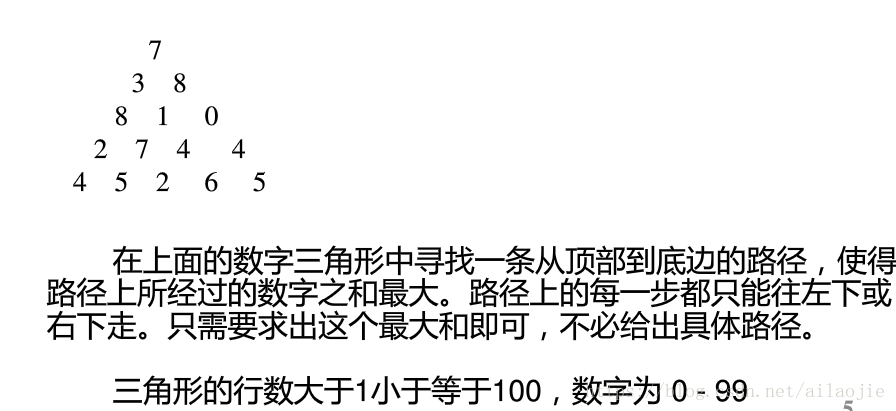 7
3 8
8 1 0
2 7 4 4
4 5 2 6 5
在上面的数字三角形中寻找一条从顶部到底边的路径，使得
路径上所经过的数字之和最大。路径上的每一步都只能往左下或
右下走。只需要求出这个最大和即可，不必给出具体路径。
三角形的行数大于1小于等于100，数字为 0 - 99
5